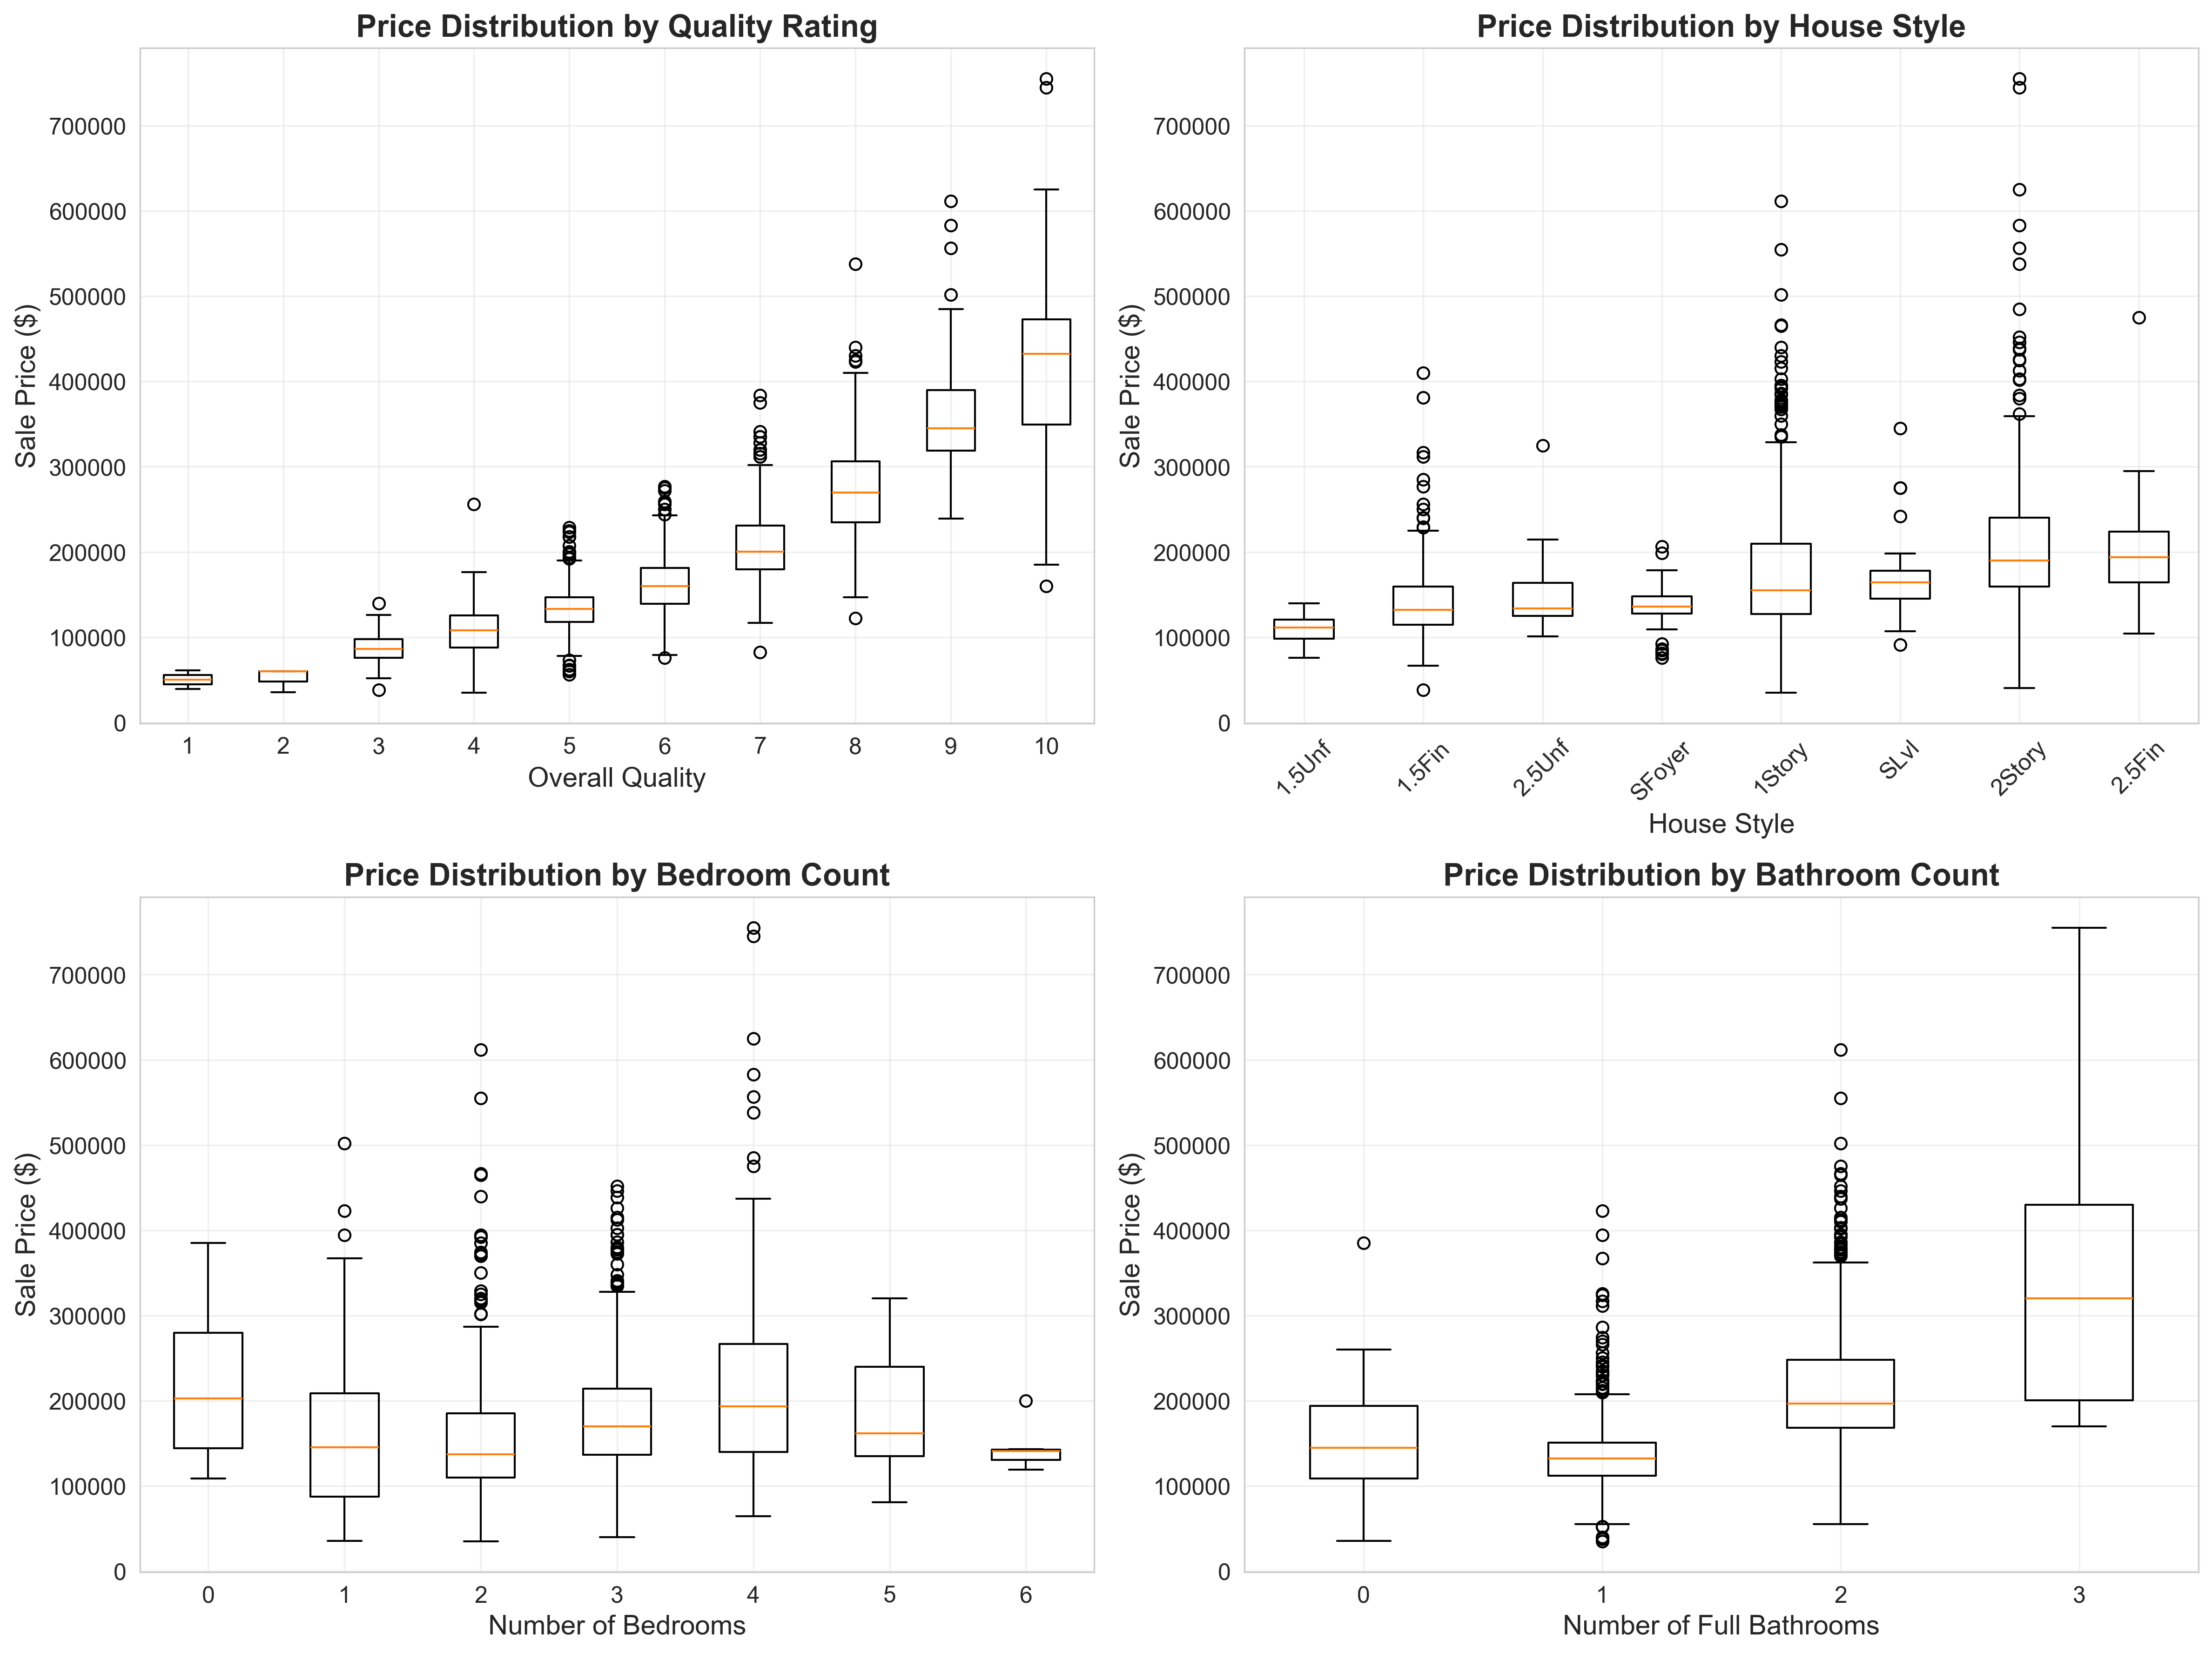 Price Distribution by Quality Rating
Sale Price ($)
700000
600000
500000
400000
300000
200000
100000
0
1 2 3 4 5 6 7 8 9 10
Overall Quality
Price Distribution by House Style
Sale Price ($)
700000
600000
500000
400000
300000
200000
100000
0
1.5Unf 1.5Fin 2.5Unf SFoyer 1Story SLvl 2Story 2.5Fin
House Style
Price Distribution by Bedroom Count
Sale Price ($)
700000
600000
500000
400000
300000
200000
100000
0
0 1 2 3 4 5 6
Number of Bedrooms
Price Distribution by Bathroom Count
Sale Price ($)
700000
600000
500000
400000
300000
200000
100000
0
0 1 2 3
Number of Full Bathrooms